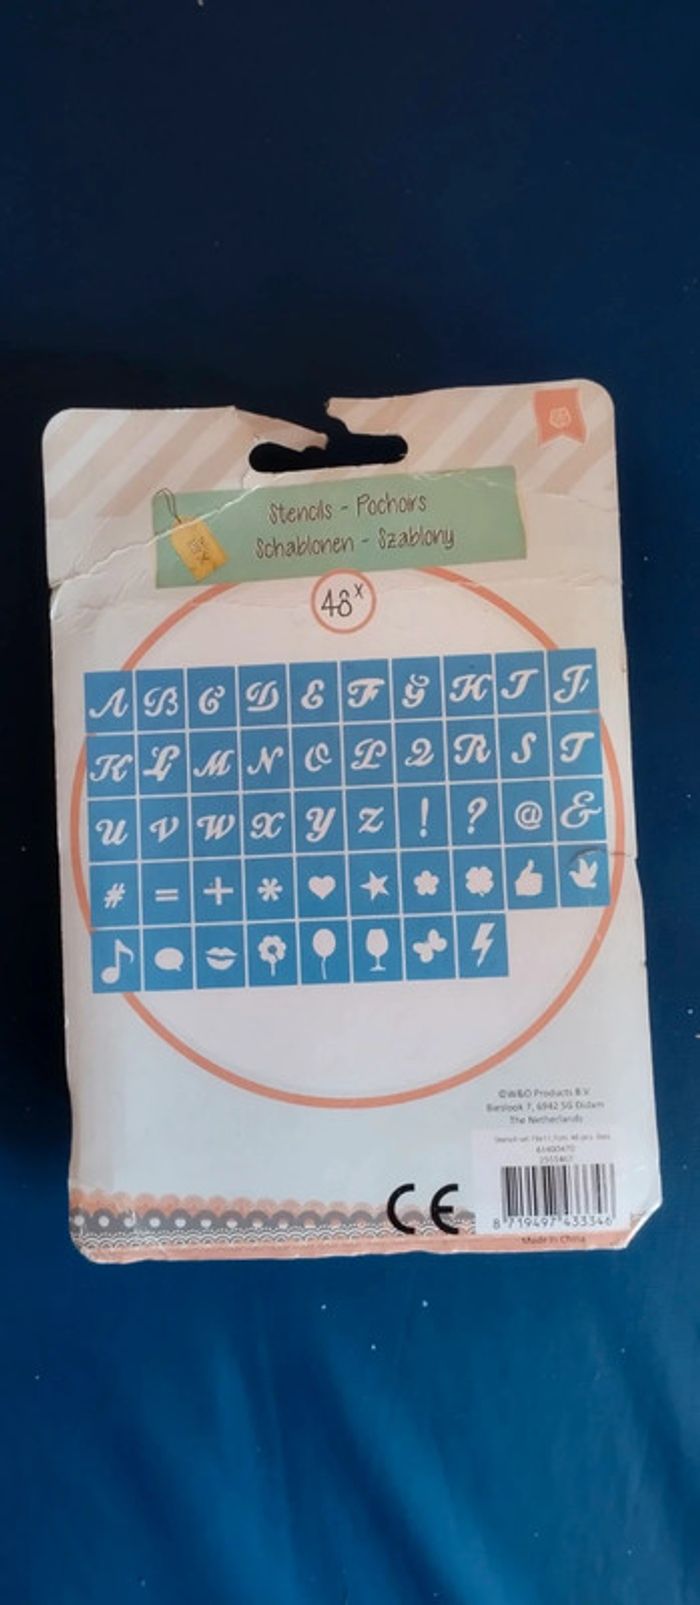 Stencils - Pochoirs
Schablonen - Szablony
48x
A B C D E F G H I J
K L M N O P Q R S T
U V W X Y Z ! ? @ &
# = + *
©W&O Products B.V.
Bieslook 7, 6942 SG Didam
The Netherlands
8 719497 433346
Made in China
CE